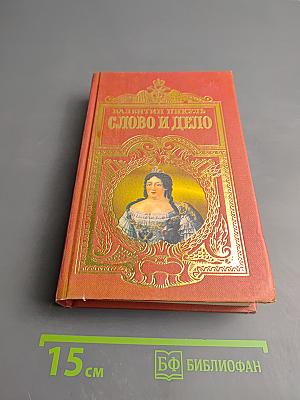 ВАЛЕНТИН ПИКУЛЬ
СЛОВО И ДЕЛО
15 см
БФ БИБЛИОФАН